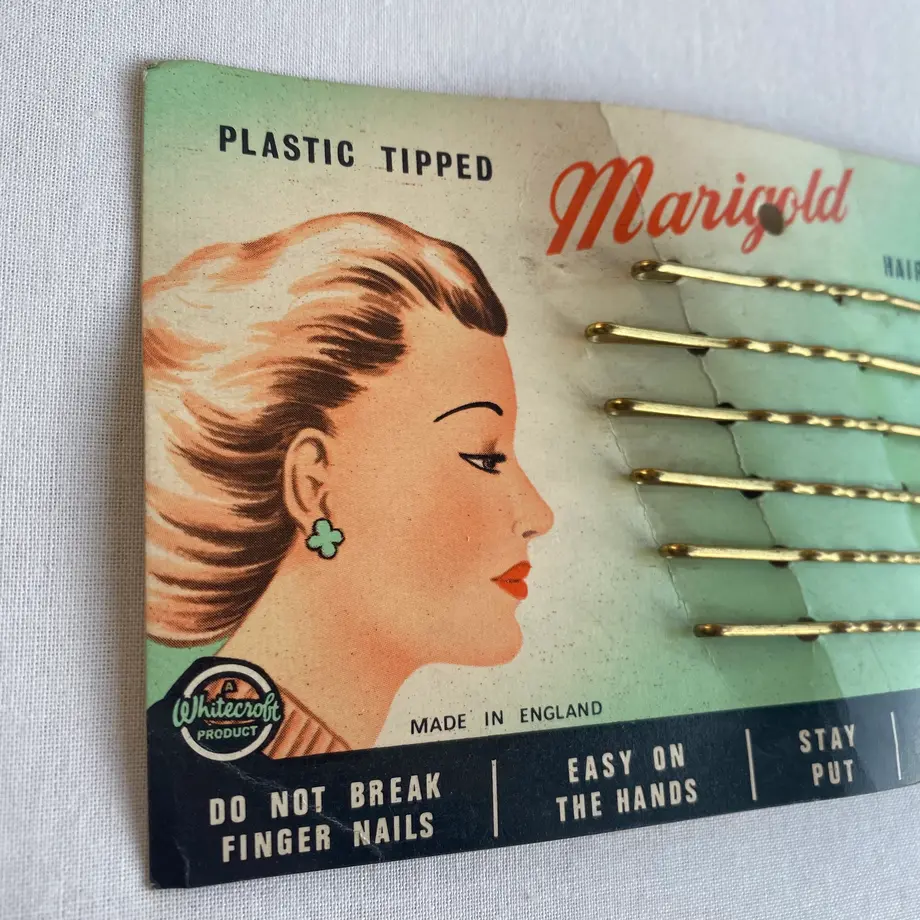 PLASTIC TIPPED
Marigold
HAIR
A
Whitecroft
PRODUCT
MADE IN ENGLAND
DO NOT BREAK
FINGER NAILS
EASY ON
THE HANDS
STAY
PUT